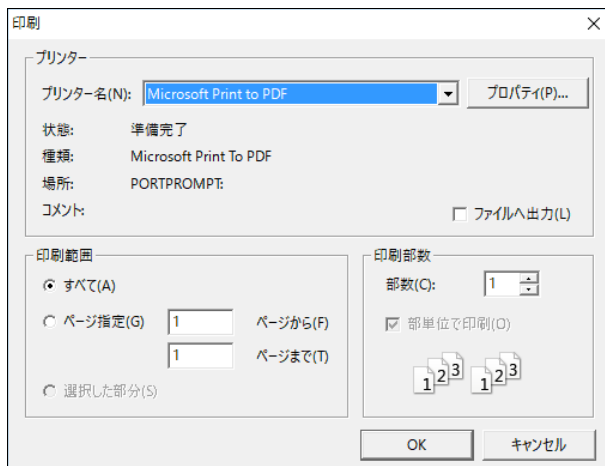 印刷
プリンター
プリンター名(N): Microsoft Print to PDF プロパティ(P)...
状態: 準備完了
種類: Microsoft Print To PDF
場所: PORTPROMPT:
コメント: ファイルへ出力(L)
印刷範囲
すべて(A)
ページ指定(G) 1 ページから(F)
1 ページまで(T)
選択した部分(S)
印刷部数
部数(C): 1
部単位で印刷(O)
1 2 3 1 2 3
OK キャンセル